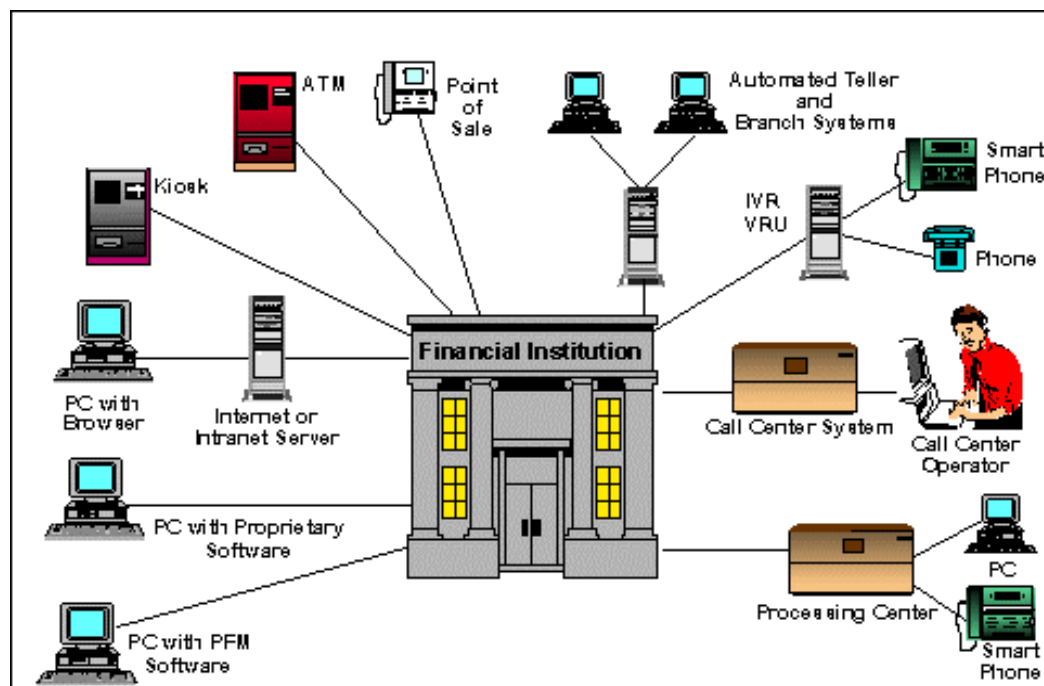 ATM
Point
of
Sale
Automated Teller
and
Branch Systems
Smart
Phone
Kiosk
IVR
VRU
Phone
Financial Institution
PC with
Browser
Internet or
Intranet Server
Call Center System
Call Center
Operator
PC with Proprietary
Software
PC
Processing Center
PC with PFM
Software
Smart
Phone